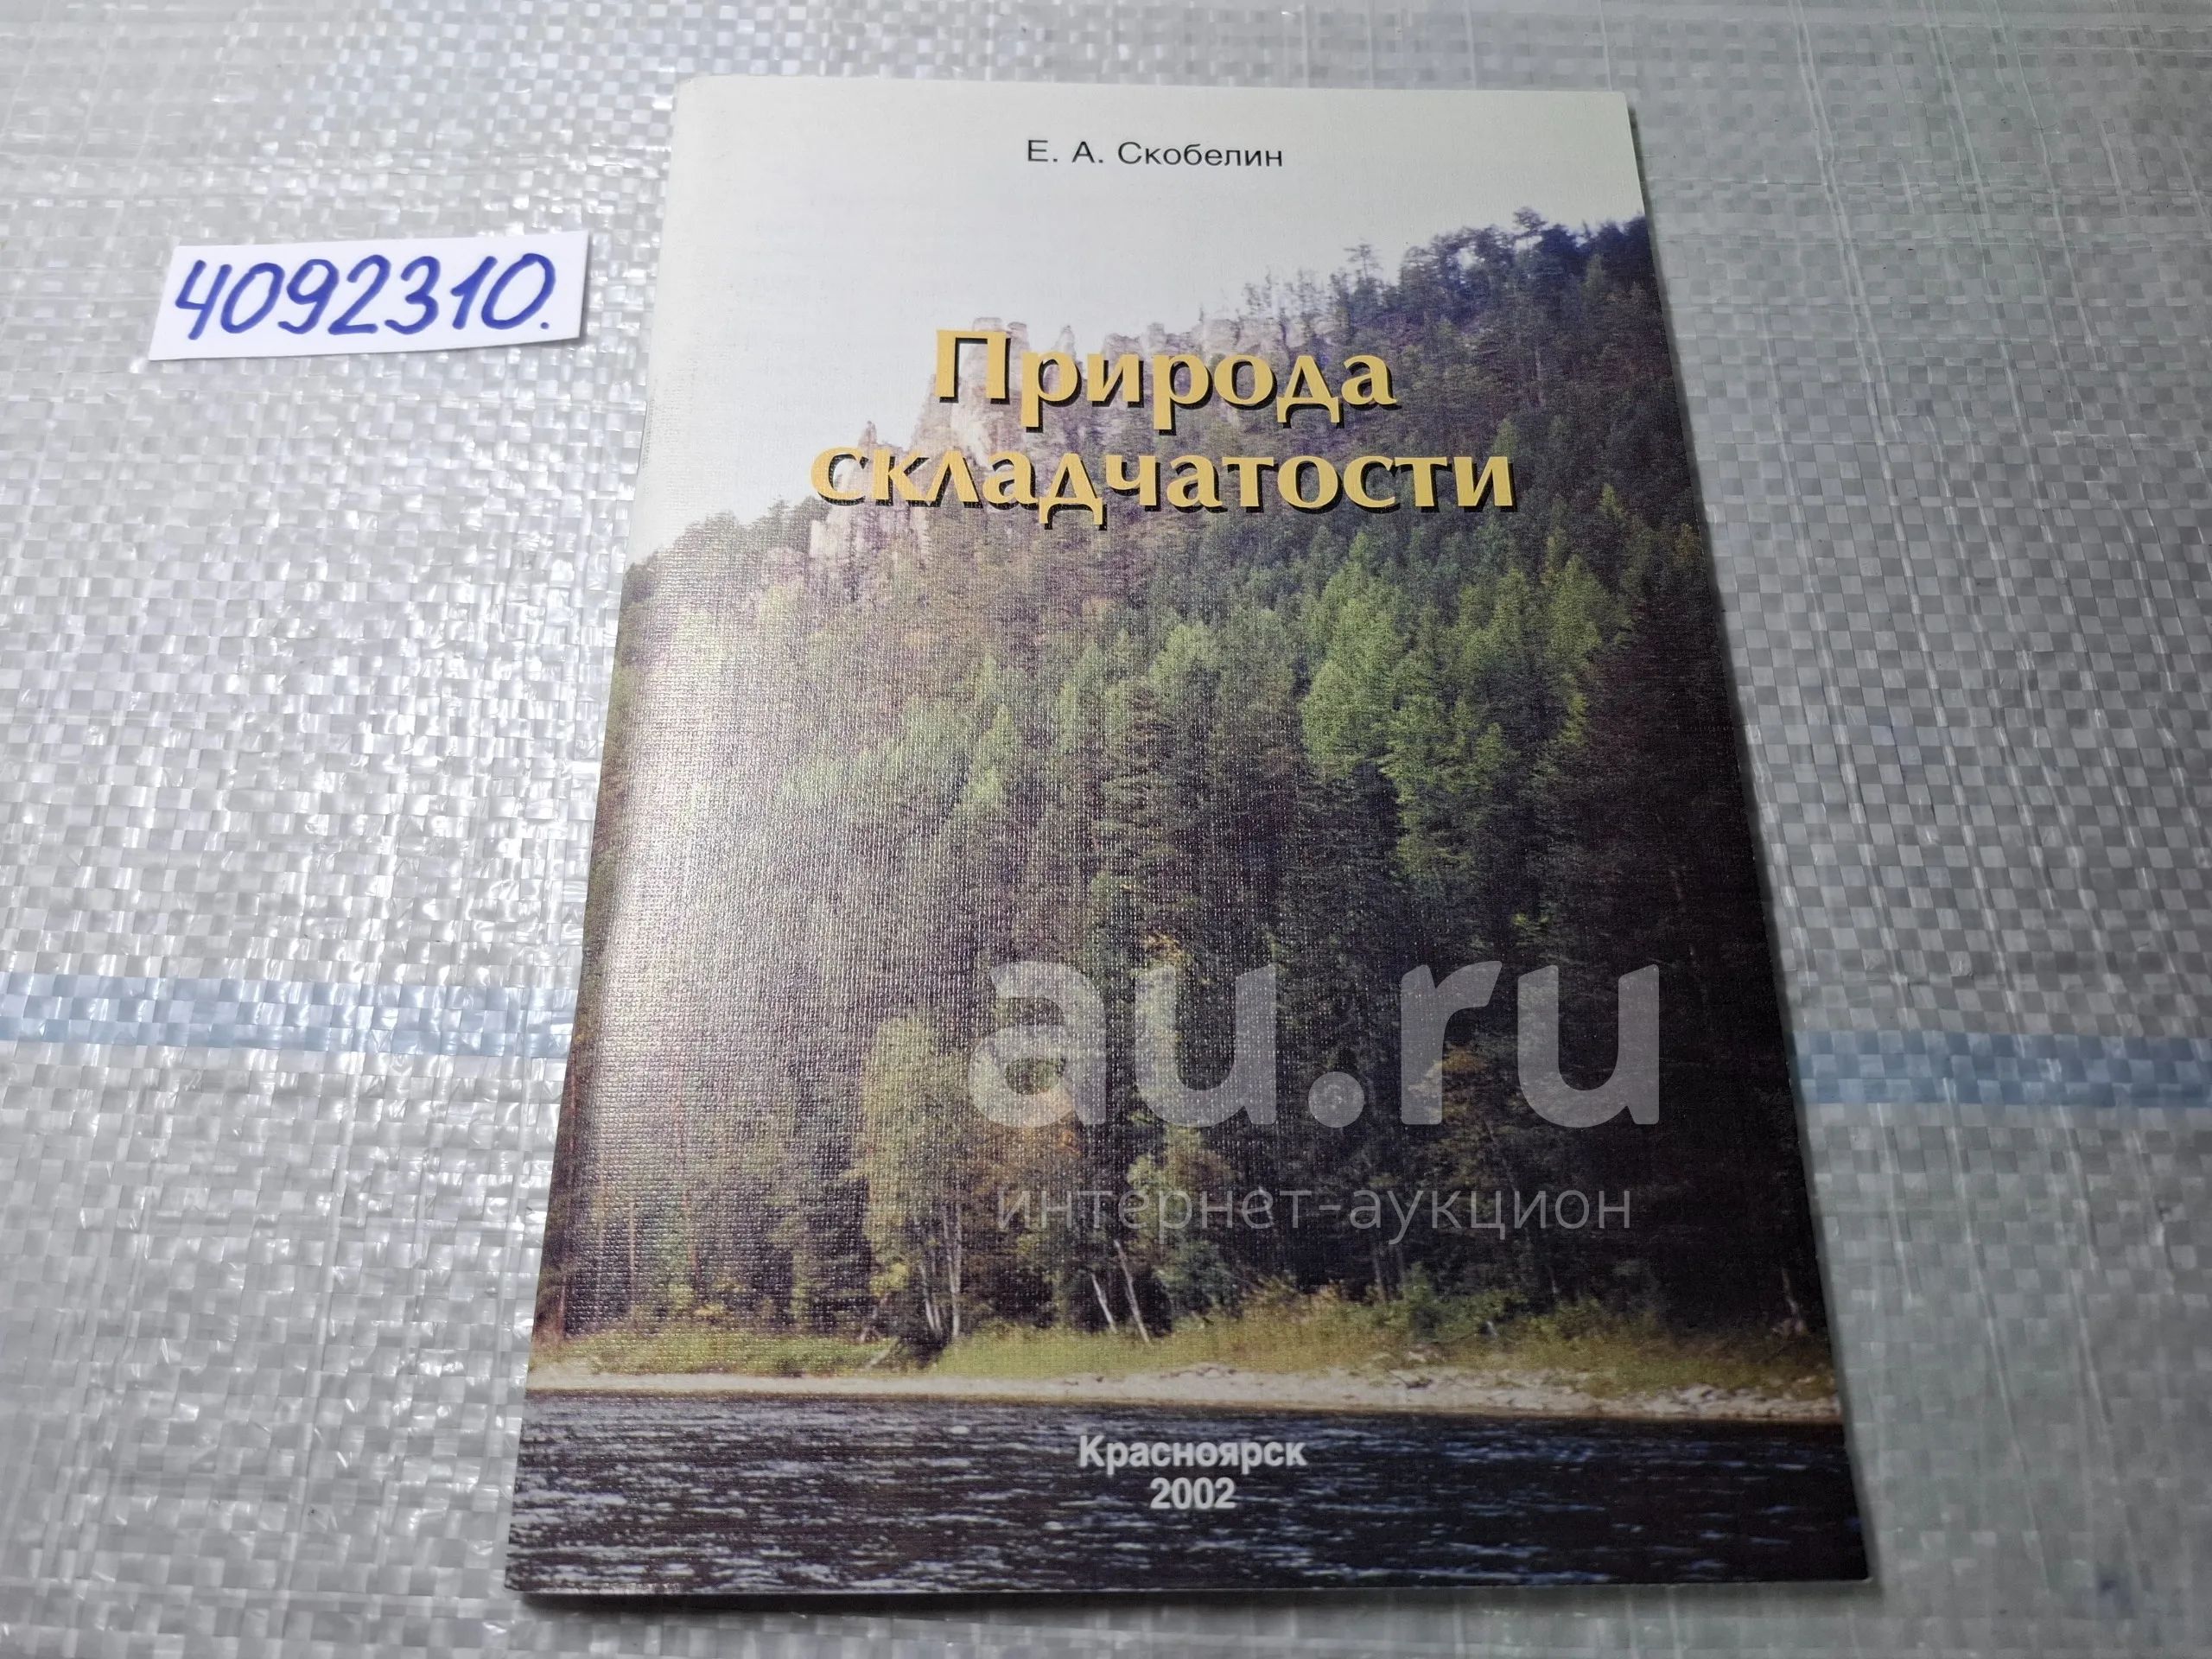 Е. А. Скобелин
4092310.
Природа
складчатости
au.ru
интернет-аукцион
Красноярск
2002